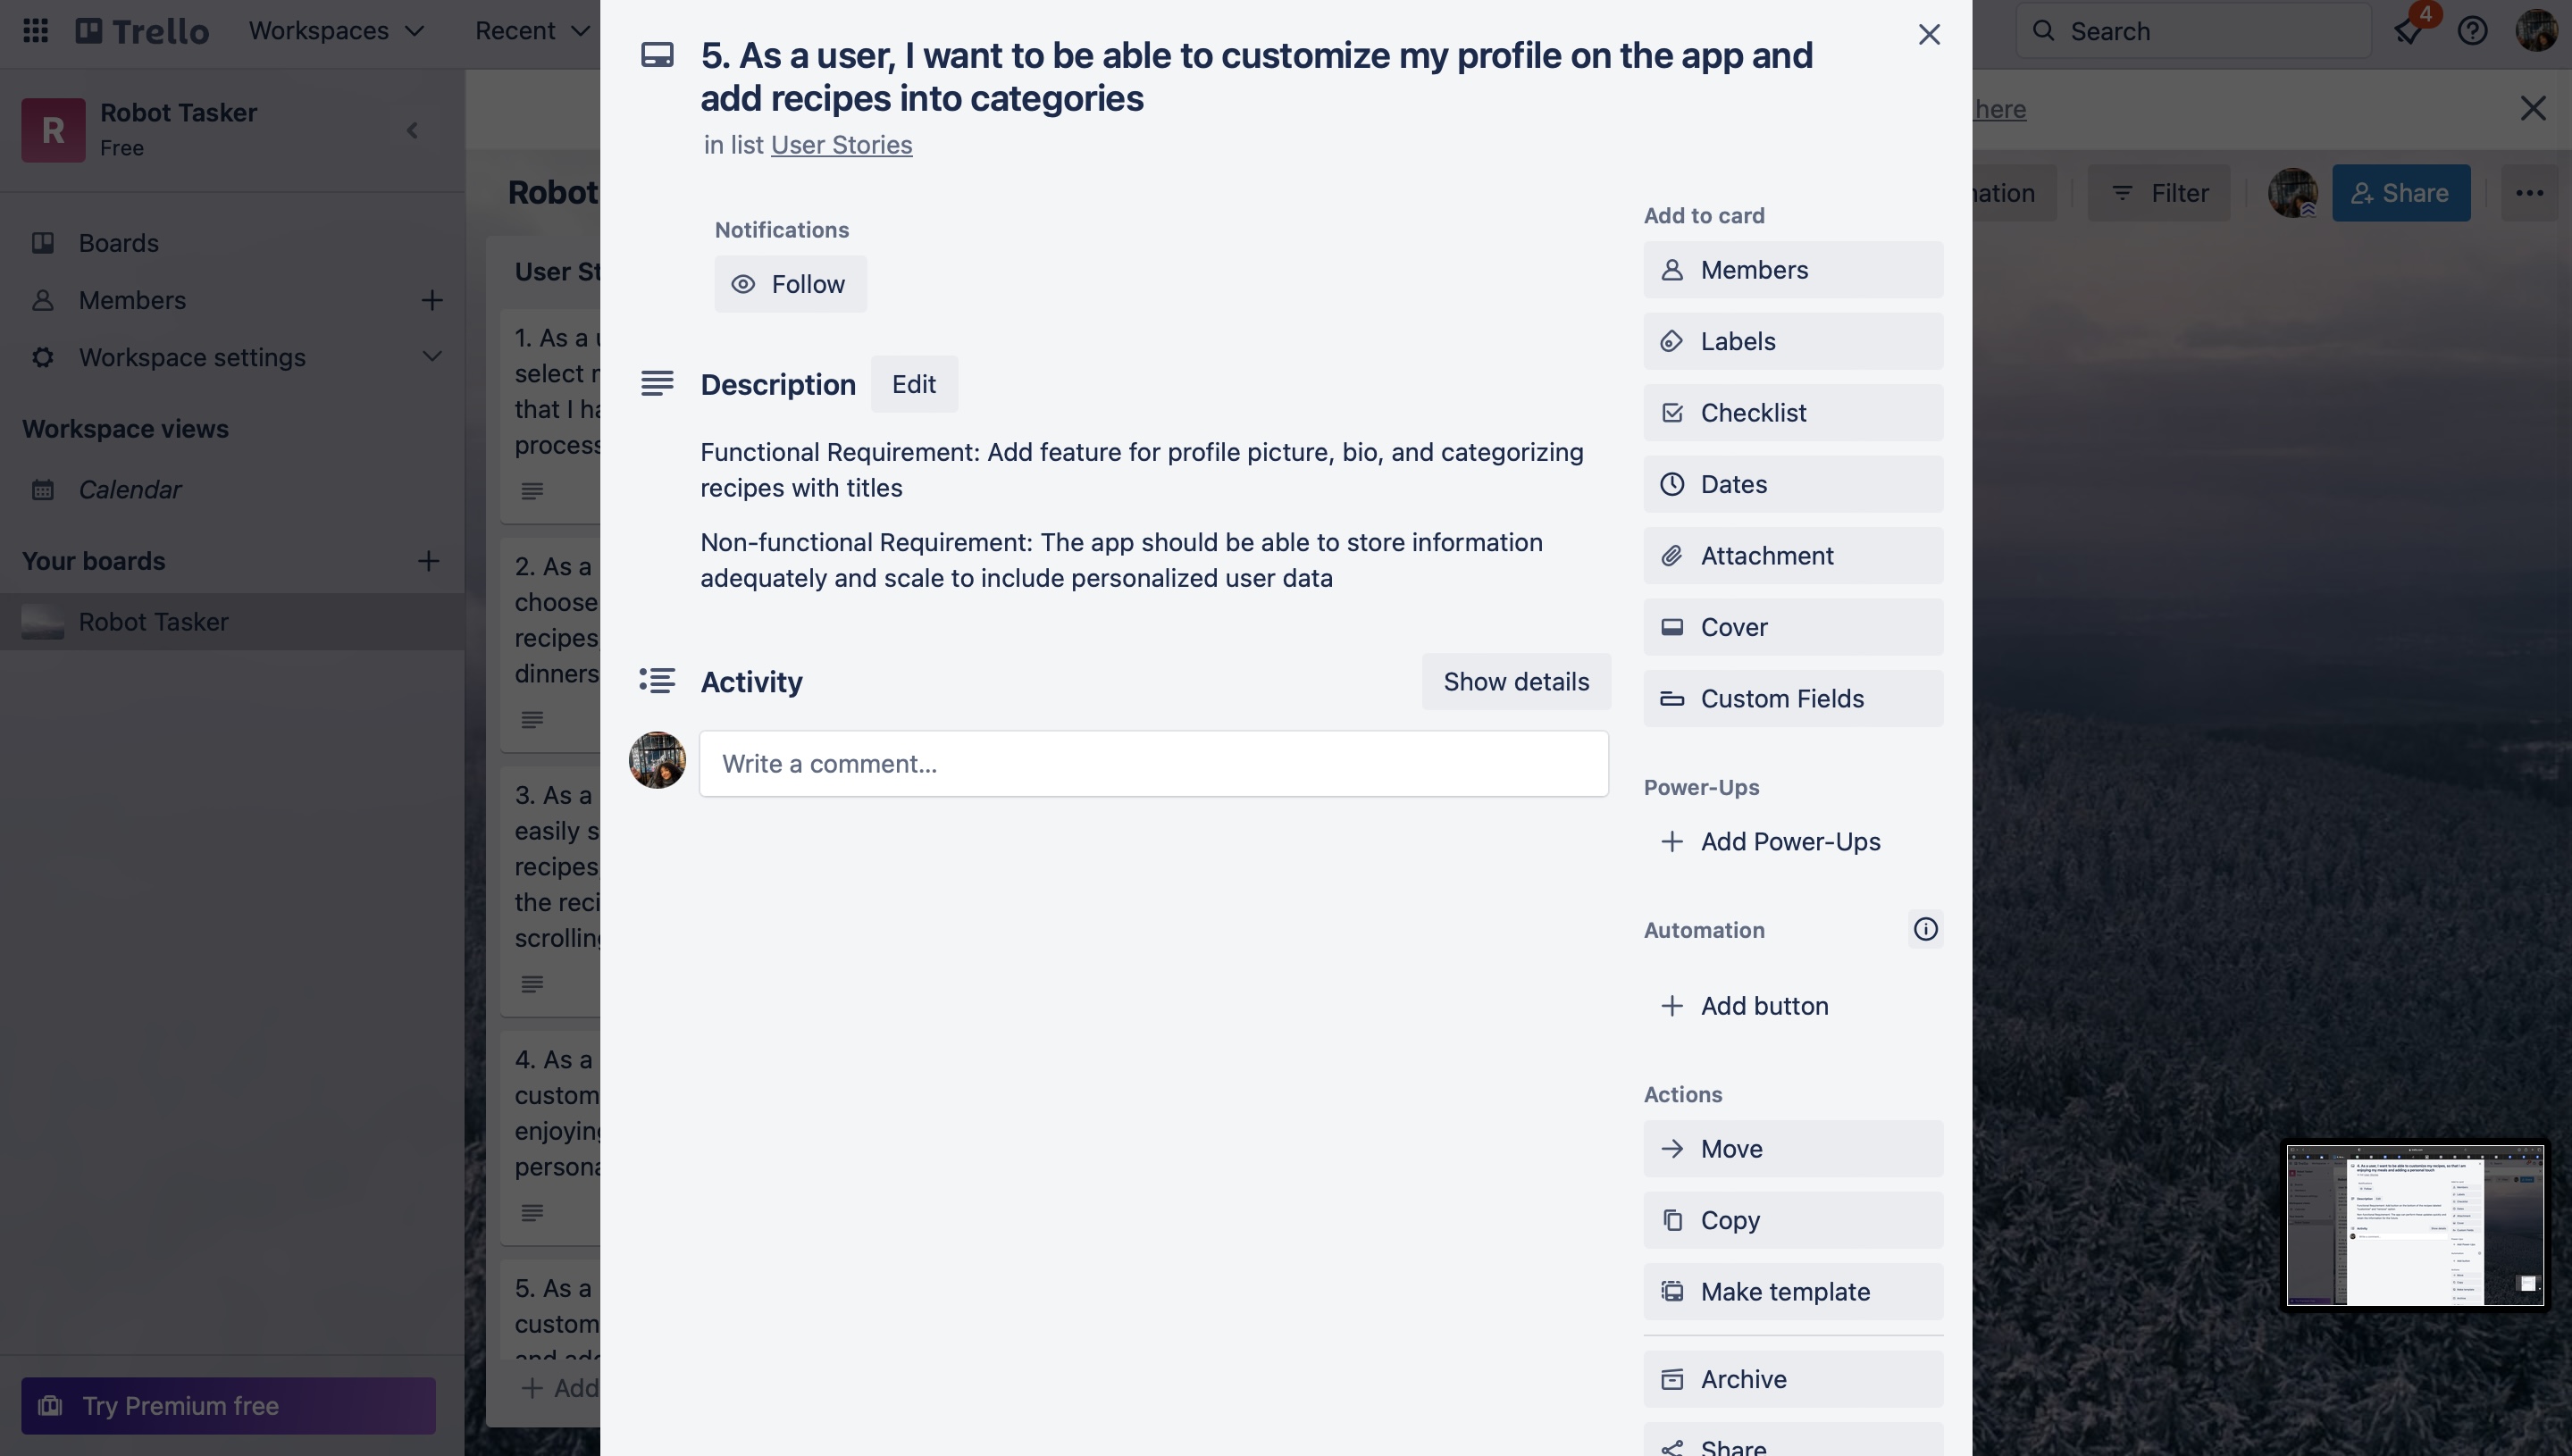 Trello
Workspaces
Recent
Search
4
R
Robot Tasker
Free
Boards
Members
Workspace settings
Workspace views
Calendar
Your boards
Robot Tasker
Try Premium free
here
Robot
Filter
Share
User St
1. As a u
select r
that I ha
process
2. As a
choose
recipes
dinners
3. As a
easily s
recipes
the reci
scrolling
4. As a
custom
enjoying
persona
5. As a
custom
Add
5. As a user, I want to be able to customize my profile on the app and
add recipes into categories
in list User Stories
Notifications
Follow
Description Edit
Functional Requirement: Add feature for profile picture, bio, and categorizing
recipes with titles
Non-functional Requirement: The app should be able to store information
adequately and scale to include personalized user data
Activity
Show details
Write a comment...
Add to card
Members
Labels
Checklist
Dates
Attachment
Cover
Custom Fields
Power-Ups
Add Power-Ups
Automation
Add button
Actions
Move
Copy
Make template
Archive
Share